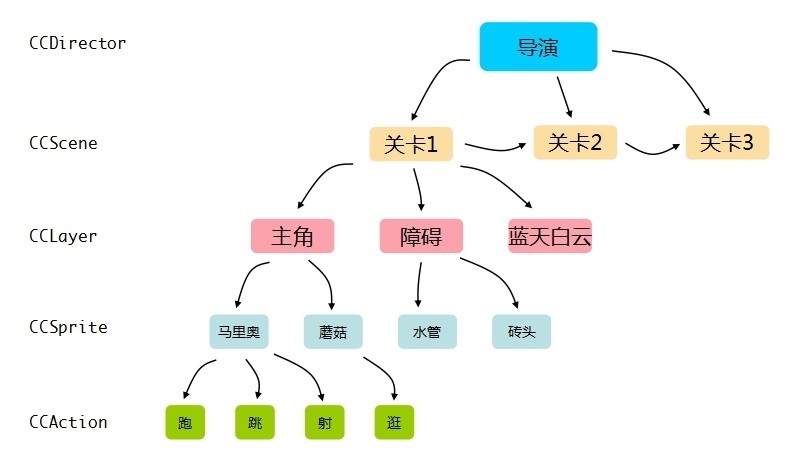 CCDirector 导演
CCScene 关卡1 关卡2 关卡3
CCLayer 主角 障碍 蓝天白云
CCSprite 马里奥 蘑菇 水管 砖头
CCAction 跑 跳 射 逛